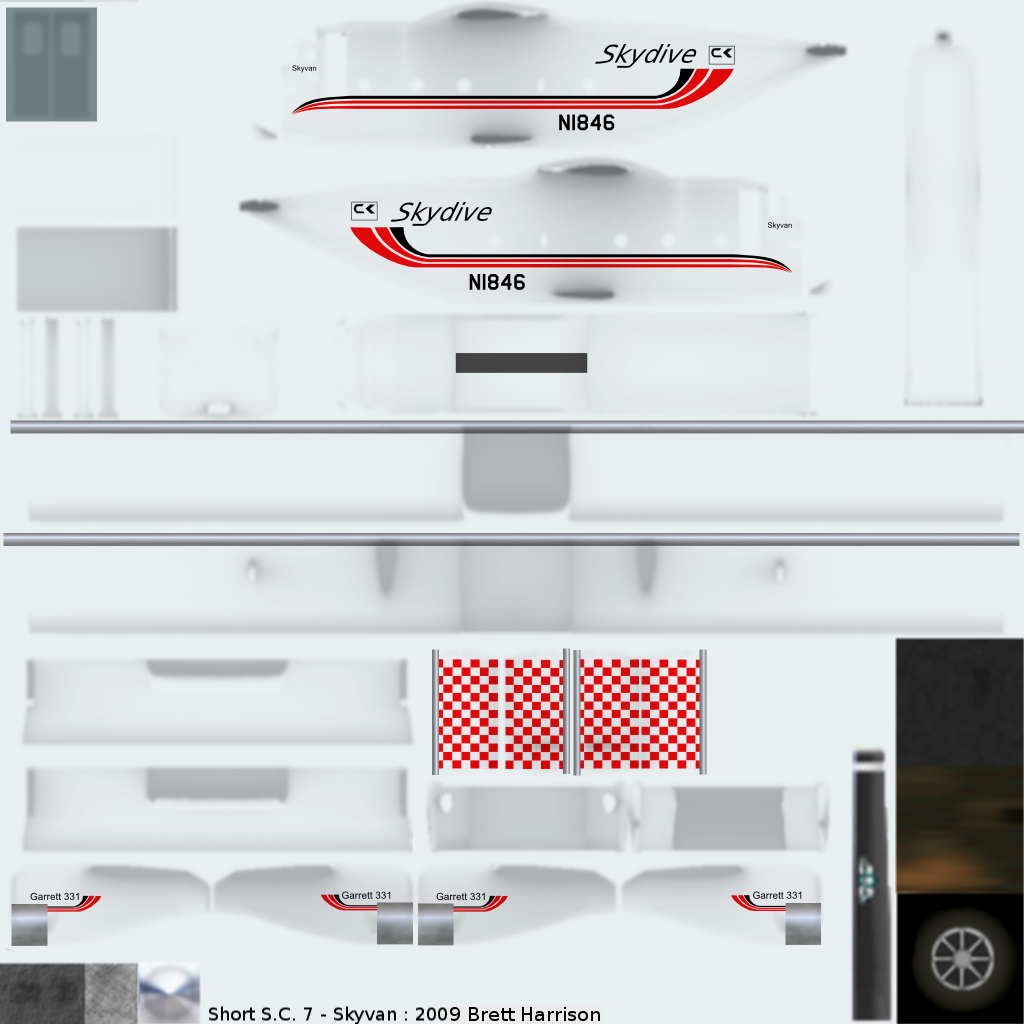 Skydive CK
Skyvan
N1846
CK Skydive
Skyvan
N1846
Garrett 331
Garrett 331
Garrett 331
Garrett 331
Short S.C. 7 - Skyvan : 2009 Brett Harrison